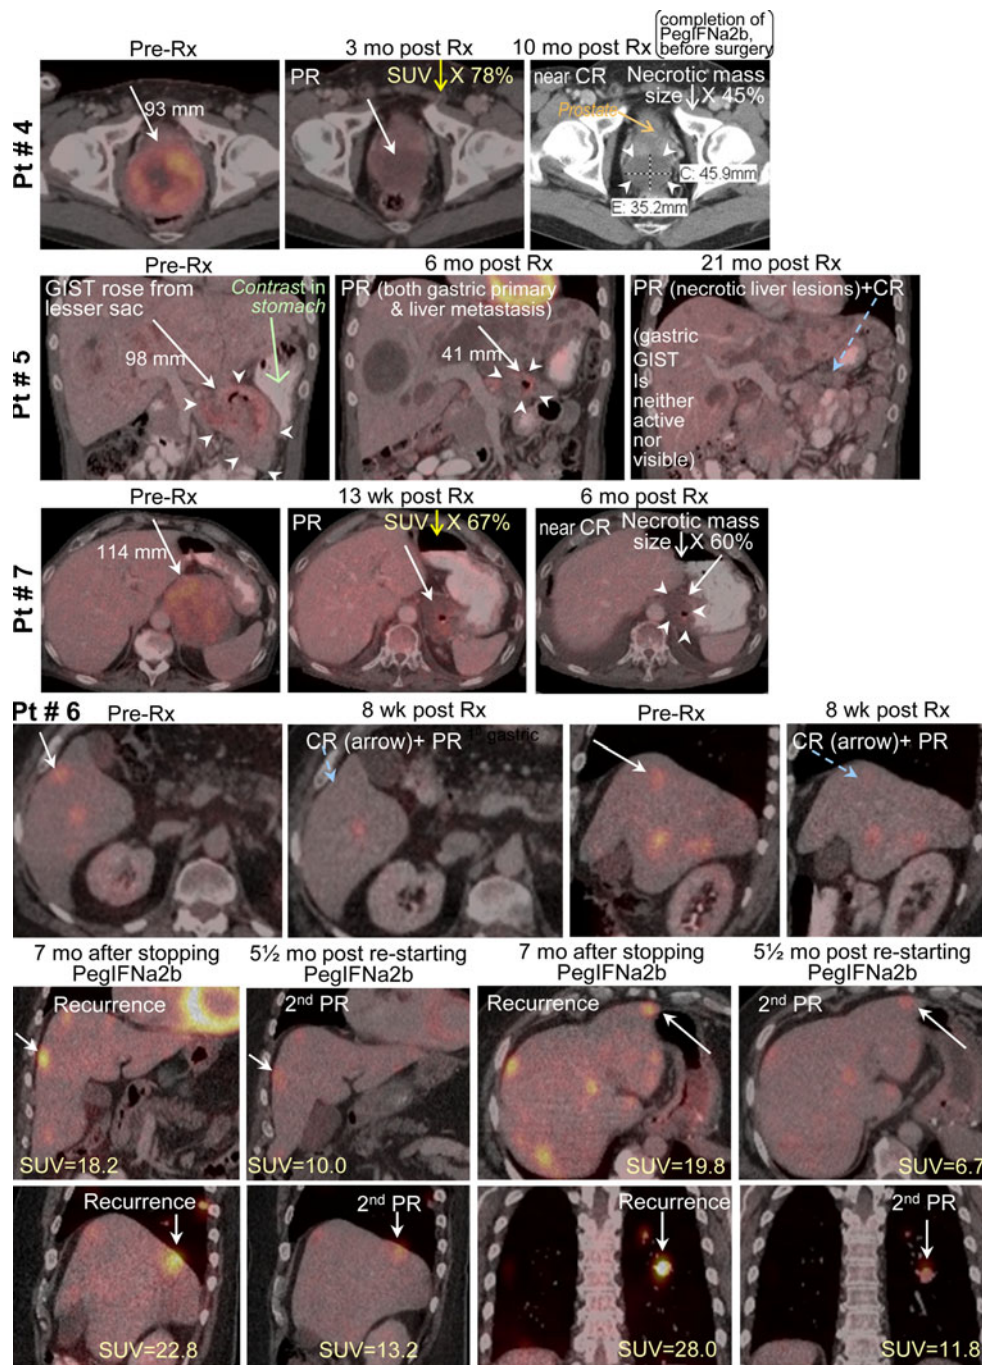 Pt # 4
Pre-Rx
93 mm
3 mo post Rx
PR
SUV ↓ X 78%
10 mo post Rx
(completion of
PegIFNa2b,
before surgery)
near CR
Necrotic mass
size ↓ X 45%
Prostate
C: 45.9mm
E: 35.2mm
Pt # 5
Pre-Rx
GIST rose from
lesser sac
Contrast in
stomach
98 mm
6 mo post Rx
PR (both gastric primary
& liver metastasis)
41 mm
21 mo post Rx
PR (necrotic liver lesions)+CR
(gastric
GIST
Is
neither
active
nor
visible)
Pt # 7
Pre-Rx
114 mm
13 wk post Rx
PR
SUV ↓ X 67%
6 mo post Rx
near CR
Necrotic mass
size ↓ X 60%
Pt # 6
Pre-Rx
8 wk post Rx
gastric
CR (arrow)+ PR
Pre-Rx
8 wk post Rx
CR (arrow)+ PR
7 mo after stopping
PegIFNa2b
Recurrence
SUV=18.2
5½ mo post re-starting
PegIFNa2b
2nd PR
SUV=10.0
7 mo after stopping
PegIFNa2b
Recurrence
SUV=19.8
5½ mo post re-starting
PegIFNa2b
2nd PR
SUV=6.7
Recurrence
SUV=22.8
2nd PR
SUV=13.2
Recurrence
SUV=28.0
2nd PR
SUV=11.8